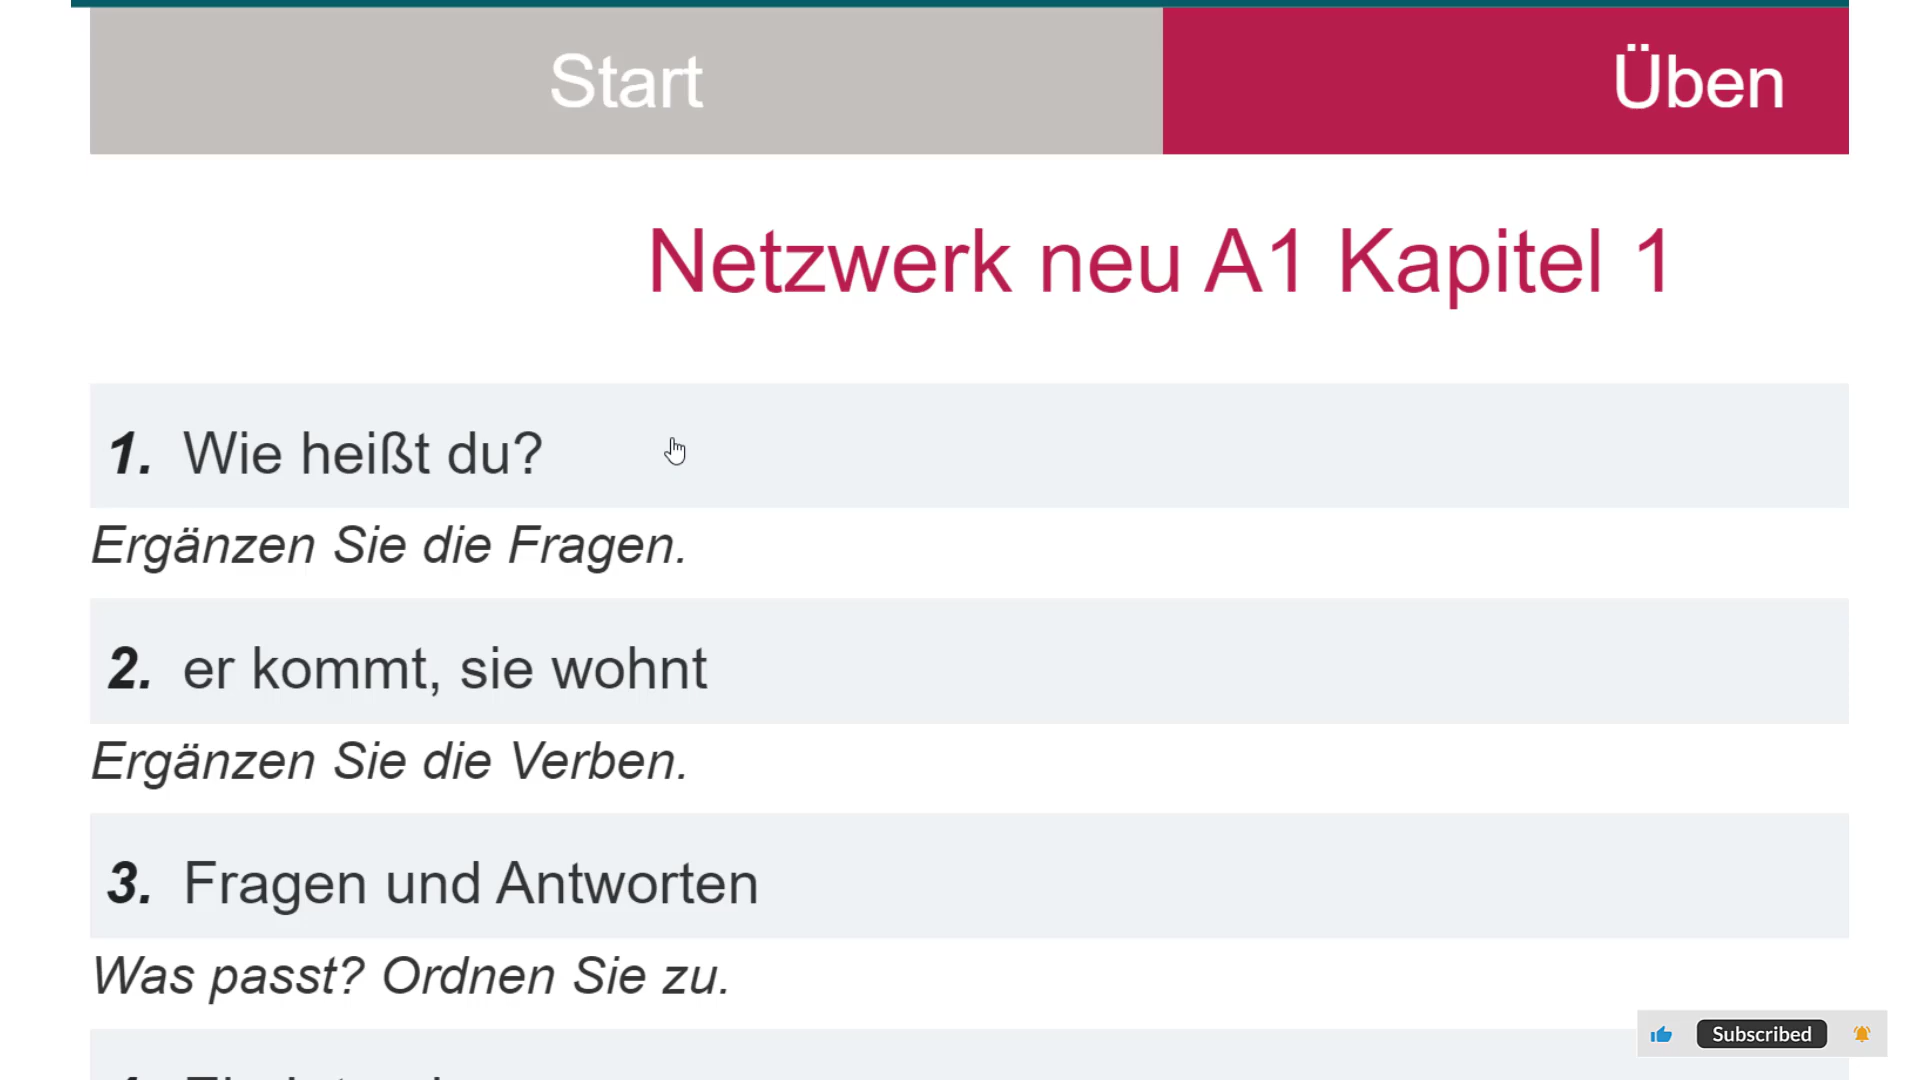 Start
Üben
Netzwerk neu A1 Kapitel 1
1. Wie heißt du?
Ergänzen Sie die Fragen.
2. er kommt, sie wohnt
Ergänzen Sie die Verben.
3. Fragen und Antworten
Was passt? Ordnen Sie zu.
Subscribed